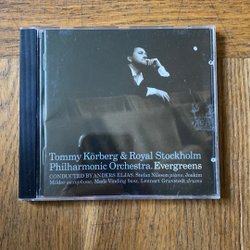 Tommy Körberg & Royal Stockholm
Philharmonic Orchestra. Evergreens
CONDUCTED BY ANDERS ELJAS. Stefan Nilsson piano, Joakim
Milder saxophone, Mads Vinding bass, Lennart Gruvstedt drums